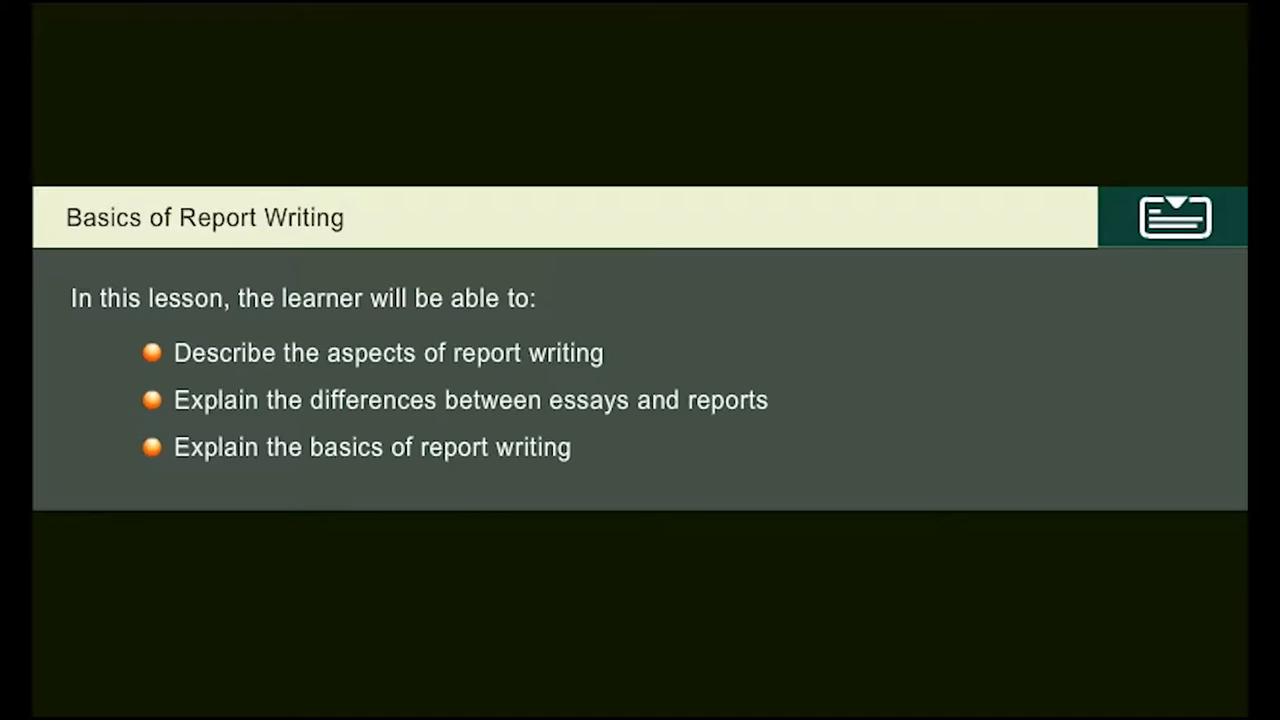 Basics of Report Writing
In this lesson, the learner will be able to:
Describe the aspects of report writing
Explain the differences between essays and reports
Explain the basics of report writing